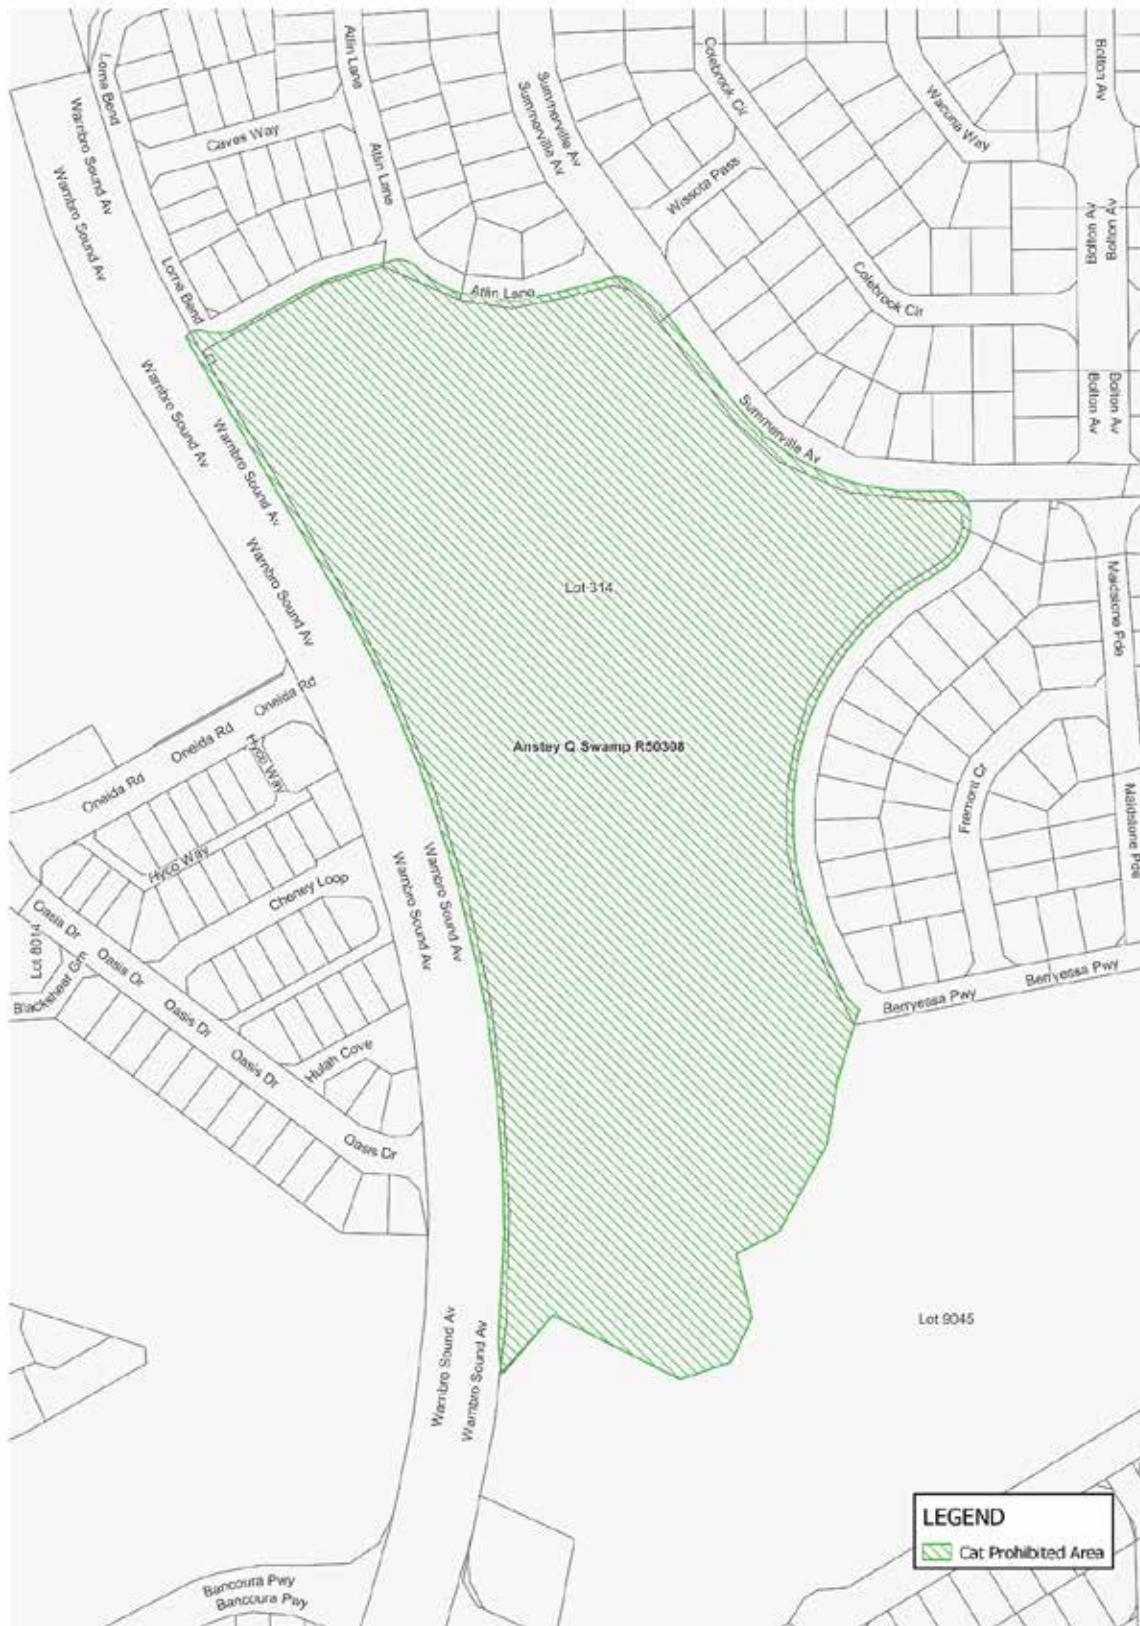 Lorne Bend
Atlin Lane
Summerville Av
Summerville Av
Colebrook Cir
Bolton Av
Wacuna Way
Warnbro Sound Av
Warnbro Sound Av
Caves Way
Atlin Lane
Wissota Pass
Bolton Av
Bolton Av
Lorne Bend
Atlin Lane
Colebrook Cir
Warnbro Sound Av
Warnbro Sound Av
Summerville Av
Bolton Av
Bolton Av
Warnbro Sound Av
Lot 314
Maidstone Pde
Oneida Rd
Oneida Rd
Oneida Rd
Hyco Way
Anstey Q Swamp R50308
Fremont Cr
Maidstone Pde
Hyco Way
Cheney Loop
Warnbro Sound Av
Warnbro Sound Av
Oasis Dr
Lot 8014
Oasis Dr
Blackshear Grn
Oasis Dr
Berryessa Pwy
Berryessa Pwy
Oasis Dr
Hulah Cove
Oasis Dr
Lot 9045
Warnbro Sound Av
Warnbro Sound Av
LEGEND
Cat Prohibited Area
Bancoura Pwy
Bancoura Pwy